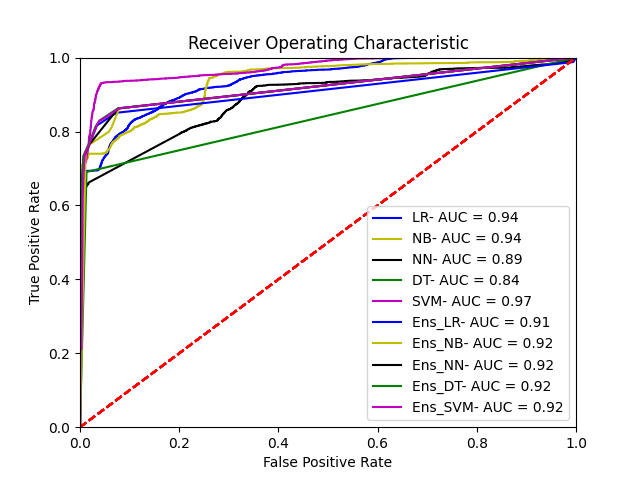 Receiver Operating Characteristic
True Positive Rate
1.0
0.8
0.6
0.4
0.2
0.0
LR- AUC = 0.94
NB- AUC = 0.94
NN- AUC = 0.89
DT- AUC = 0.84
SVM- AUC = 0.97
Ens_LR- AUC = 0.91
Ens_NB- AUC = 0.92
Ens_NN- AUC = 0.92
Ens_DT- AUC = 0.92
Ens_SVM- AUC = 0.92
0.0 0.2 0.4 0.6 0.8 1.0
False Positive Rate